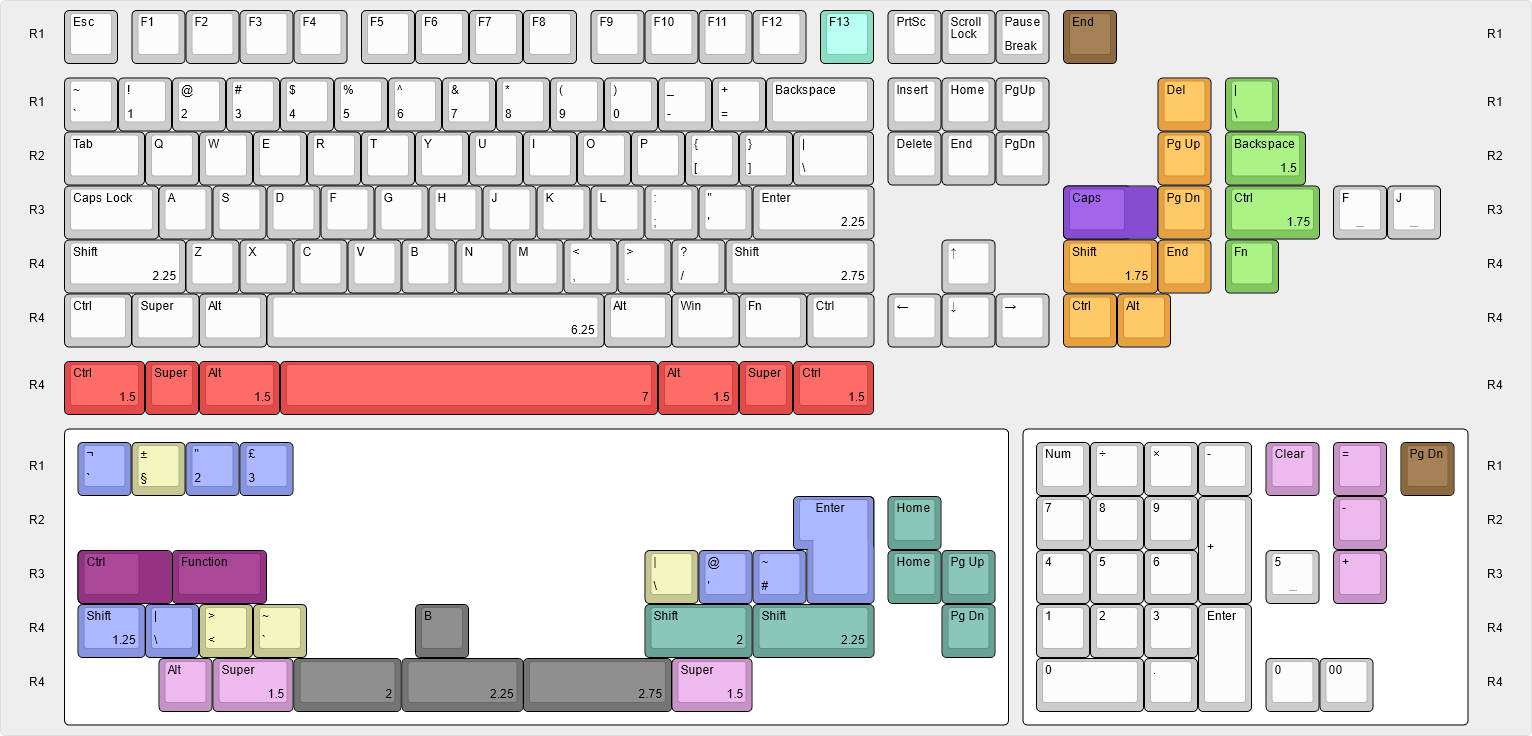 R1 Esc F1 F2 F3 F4 F5 F6 F7 F8 F9 F10 F11 F12 F13 PrtSc Scroll Lock Pause Break End R1
R1 ~ ` ! 1 @ 2 # 3 $ 4 % 5 ^ 6 & 7 * 8 ( 9 ) 0 _ - + = Backspace Insert Home PgUp Del | \ R1
R2 Tab Q W E R T Y U I O P { [ } ] | \ Delete End PgDn Pg Up Backspace 1.5 R2
R3 Caps Lock A S D F G H J K L : ; " ' Enter 2.25 Caps Pg Dn Ctrl 1.75 F _ J _ R3
R4 Shift 2.25 Z X C V B N M < , > . ? / Shift 2.75 ↑ Shift 1.75 End Fn R4
R4 Ctrl Super Alt 6.25 Alt Win Fn Ctrl ← ↓ → Ctrl Alt R4
R4 Ctrl 1.5 Super Alt 1.5 7 Alt 1.5 Super Ctrl 1.5 R4
R1 ¬ ` ± § " 2 £ 3 Num ÷ × - Clear = Pg Dn R1
R2 Enter Home 7 8 9 + - R2
R3 Ctrl Function | \ @ ' ~ # Home Pg Up 4 5 6 5 _ + R3
R4 Shift 1.25 | \ > < ~ ` B Shift 2 Shift 2.25 Pg Dn 1 2 3 Enter R4
R4 Alt Super 1.5 2 2.25 2.75 Super 1.5 0 . 0 00 R4